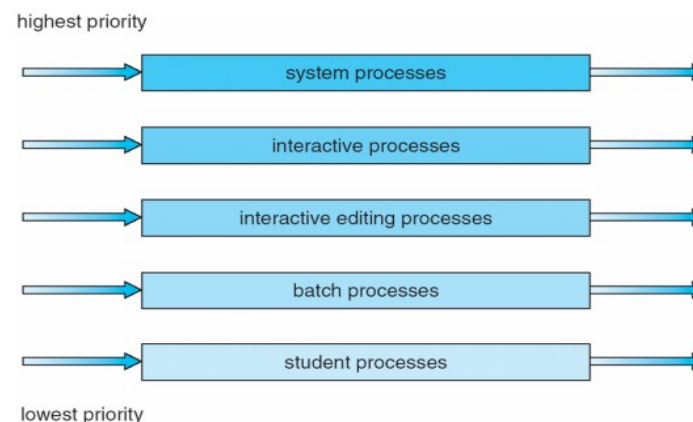 highest priority
system processes
interactive processes
interactive editing processes
batch processes
student processes
lowest priority